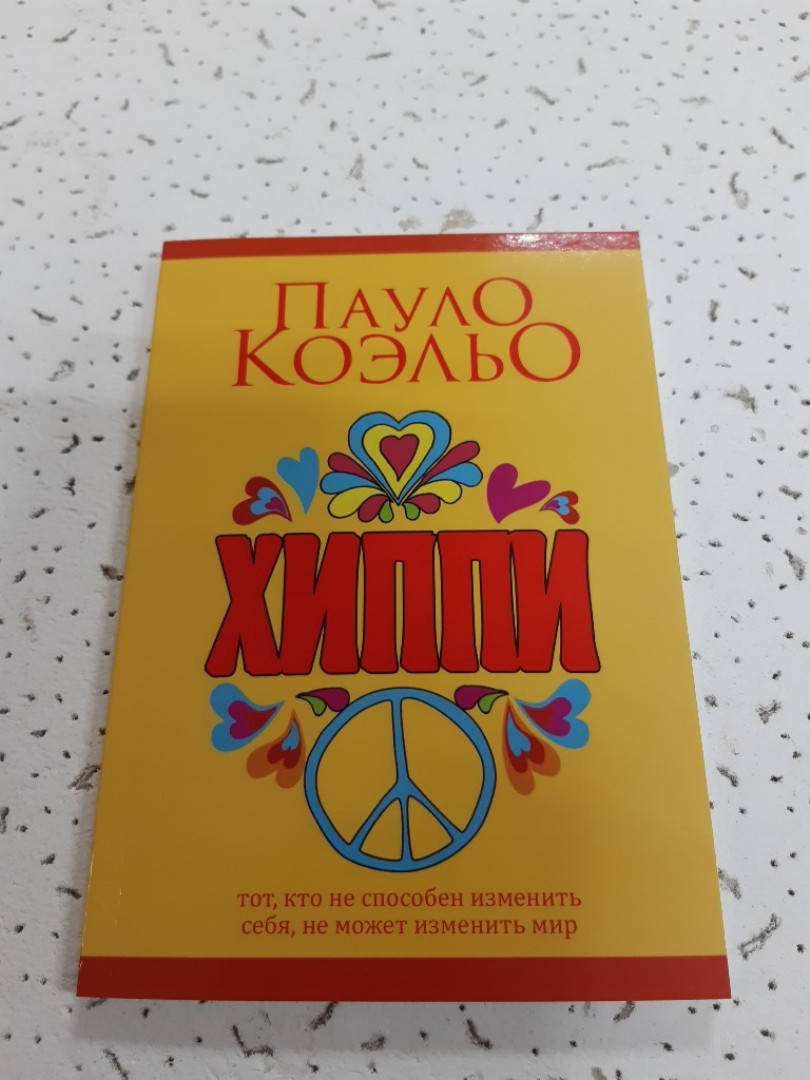 ПАУЛО
КОЭЛЬО
ХИППИ
тот, кто не способен изменить
себя, не может изменить мир